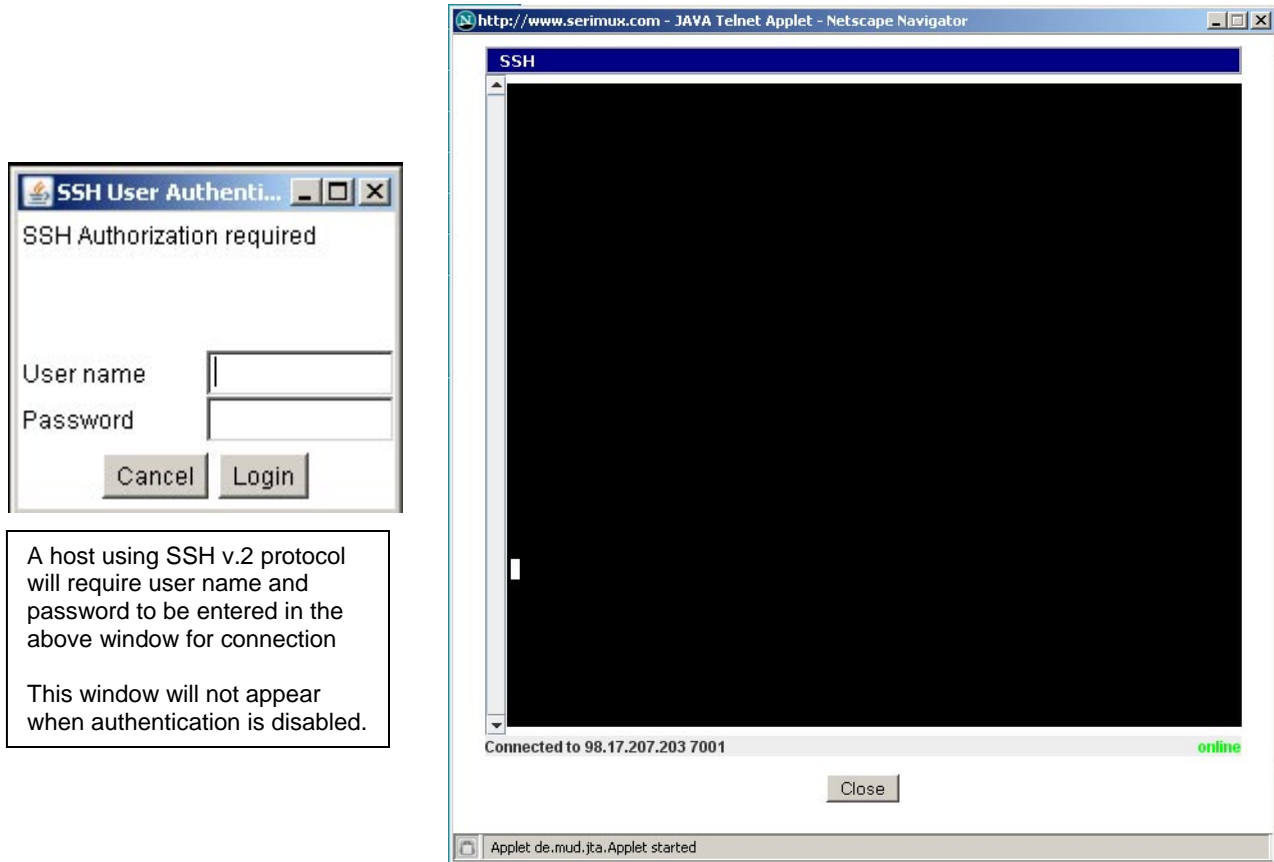 SSH User Authenti...
SSH Authorization required
User name
Password
Cancel Login
A host using SSH v.2 protocol
will require user name and
password to be entered in the
above window for connection
This window will not appear
when authentication is disabled.
http://www.serimux.com - JAVA Telnet Applet - Netscape Navigator
SSH
Connected to 98.17.207.203 7001 online
Close
Applet de.mud.jta.Applet started